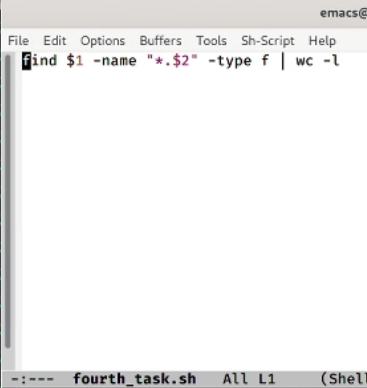 emacs@
File Edit Options Buffers Tools Sh-Script Help
find $1 -name "*.$2" -type f | wc -l
-:--- fourth_task.sh All L1 (Shell